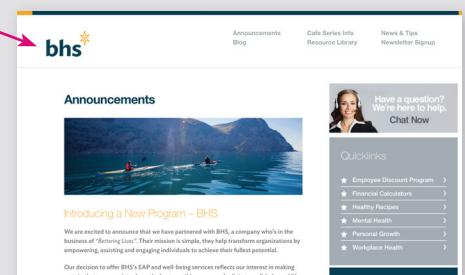 bhs
Announcements
Blog
Cafe Series Info
Resource Library
News & Tips
Newsletter Signup
Announcements
Introducing a New Program – BHS
We are excited to announce that we have partnered with BHS, a company who's in the
business of "Bettering Lives". Their mission is simple, they help transform organizations by
empowering, assisting and engaging individuals to achieve their fullest potential.
Our decision to offer BHS's EAP and well-being services reflects our interest in making
Have a question?
We're here to help.
Chat Now
Quicklinks
Employee Discount Program
Financial Calculators
Healthy Recipes
Mental Health
Personal Growth
Workplace Health